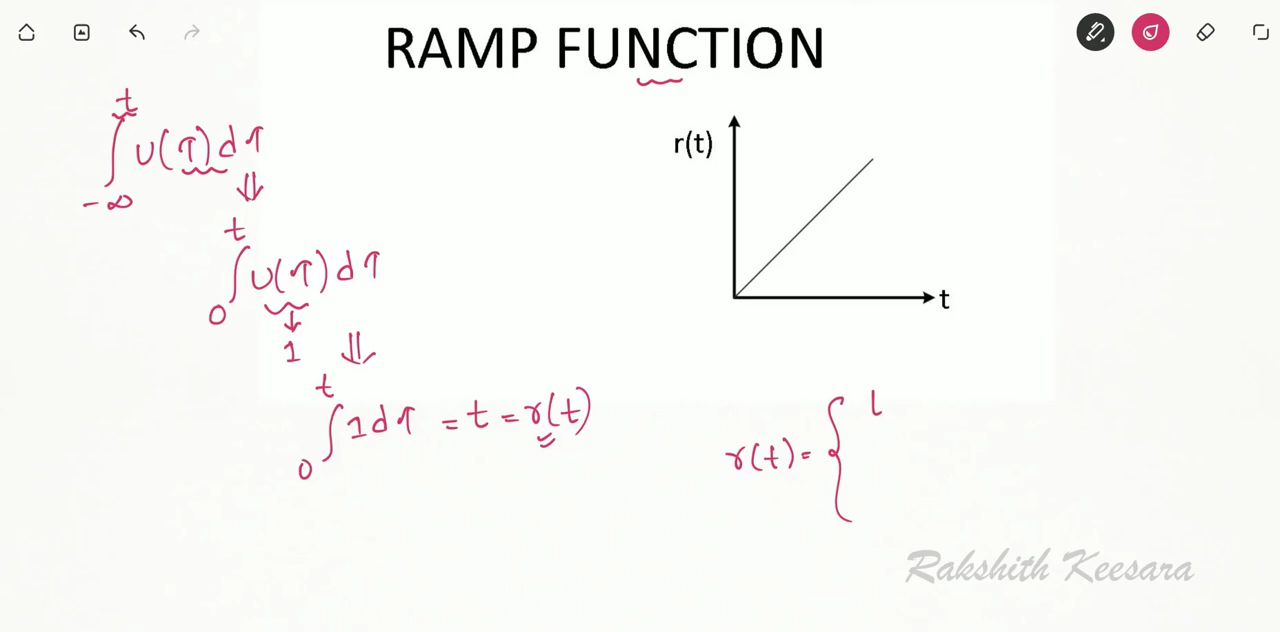 RAMP FUNCTION
t
∫ u(τ) dτ
-∞
⇓
t
∫ u(τ) dτ
0
↓
1 ⇓
t
∫ 1 dτ = t = r(t)
0
r(t)
t
r(t) = {
Rakshith Keesara